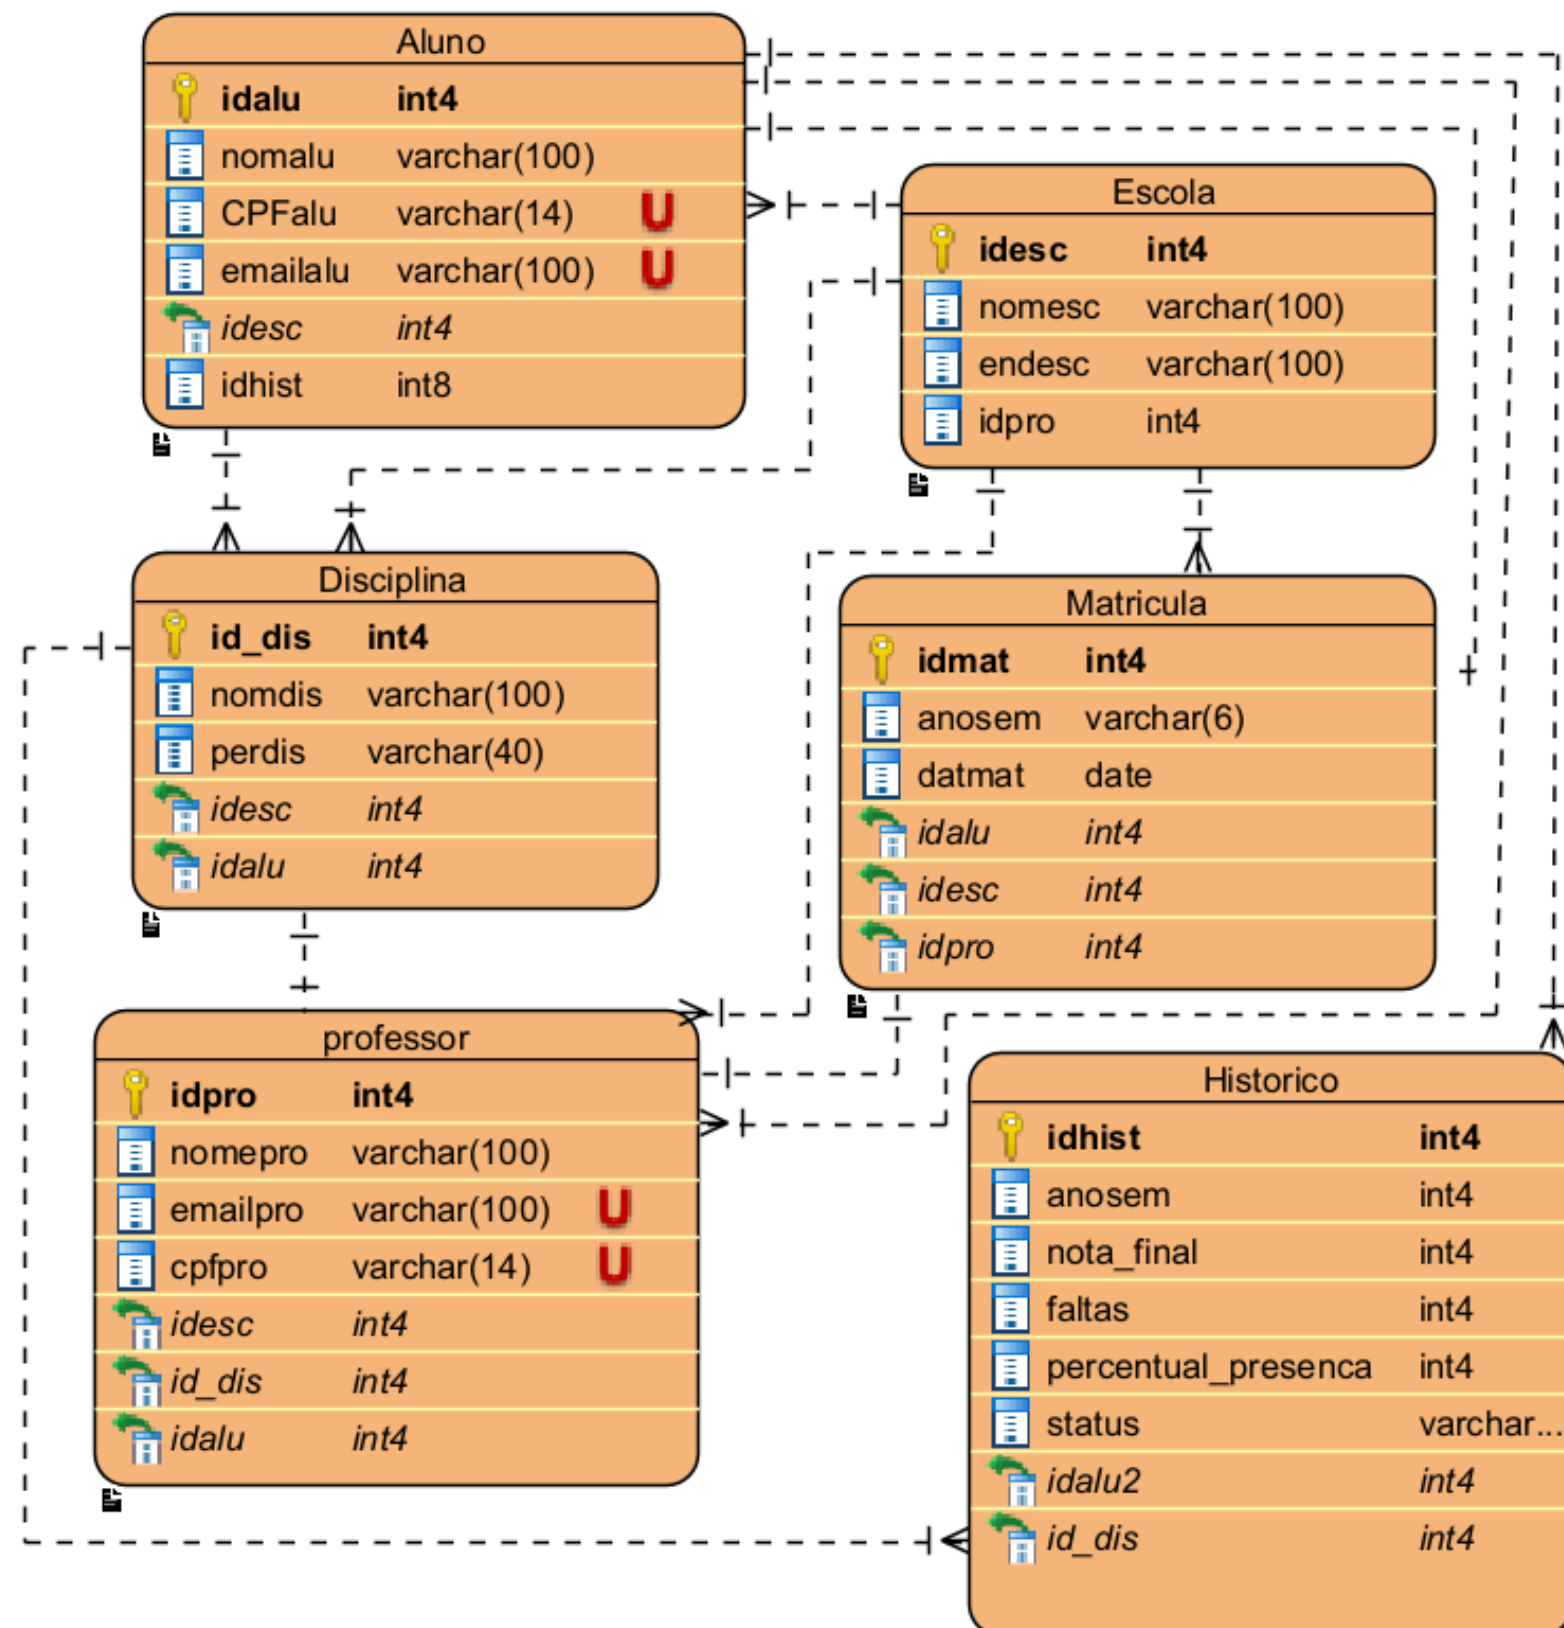 Aluno
idalu int4
nomalu varchar(100)
CPFalu varchar(14) U
emailalu varchar(100) U
idesc int4
idhist int8
Escola
idesc int4
nomesc varchar(100)
endesc varchar(100)
idpro int4
Disciplina
id_dis int4
nomdis varchar(100)
perdis varchar(40)
idesc int4
idalu int4
Matricula
idmat int4
anosem varchar(6)
datmat date
idalu int4
idesc int4
idpro int4
professor
idpro int4
nomepro varchar(100)
emailpro varchar(100) U
cpfpro varchar(14) U
idesc int4
id_dis int4
idalu int4
Historico
idhist int4
anosem int4
nota_final int4
faltas int4
percentual_presenca int4
status varchar...
idalu2 int4
id_dis int4